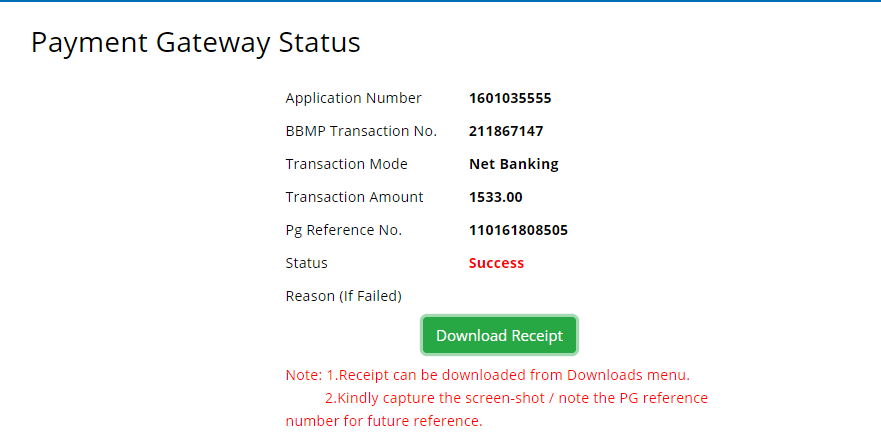 Payment Gateway Status
Application Number 1601035555
BBMP Transaction No. 211867147
Transaction Mode Net Banking
Transaction Amount 1533.00
Pg Reference No. 110161808505
Status Success
Reason (If Failed)
Download Receipt
Note: 1.Receipt can be downloaded from Downloads menu.
2.Kindly capture the screen-shot / note the PG reference
number for future reference.